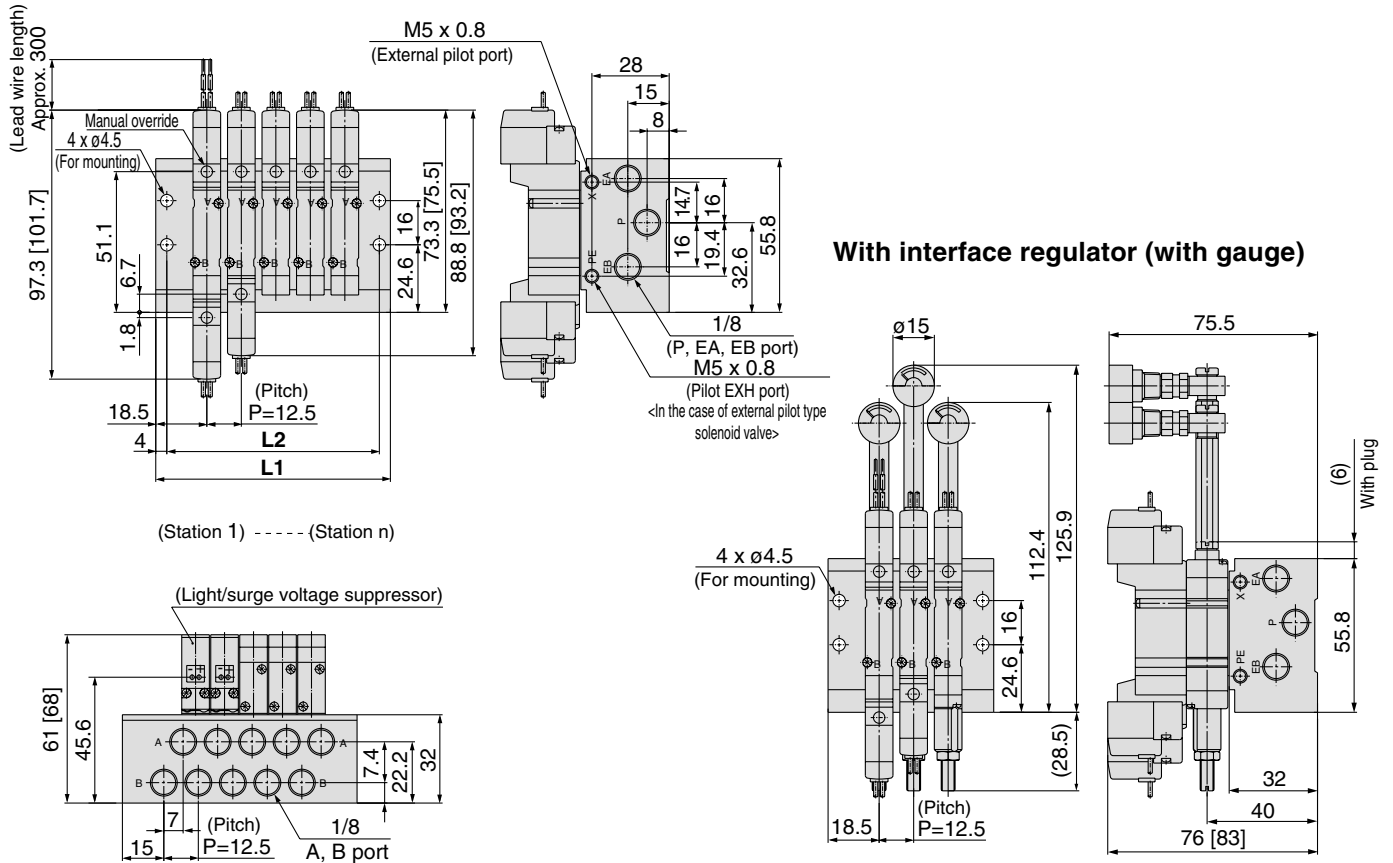 (Lead wire length)
Approx. 300
M5 x 0.8
(External pilot port)
28
15
8
Manual override
4 x ø4.5
(For mounting)
97.3 [101.7]
51.1
6.7
1.8
A
A
A
A
A
B
B
B
B
B
16
24.6
73.3 [75.5]
88.8 [93.2]
X
EA
P
PE
EB
14.7
16
16
19.4
32.6
55.8
1/8
(P, EA, EB port)
M5 x 0.8
(Pilot EXH port)
<In the case of external pilot type
solenoid valve>
(Pitch)
P=12.5
18.5
4
L2
L1
(Station 1) ----- (Station n)
(Light/surge voltage suppressor)
61 [68]
45.6
A
A
B
B
7.4
22.2
32
7
(Pitch)
15
P=12.5
1/8
A, B port
With interface regulator (with gauge)
ø15
4 x ø4.5
(For mounting)
A
A
A
B
B
B
16
24.6
112.4
125.9
(28.5)
(Pitch)
18.5
P=12.5
75.5
(6)
With plug
X
EA
P
PE
EB
55.8
32
40
76 [83]